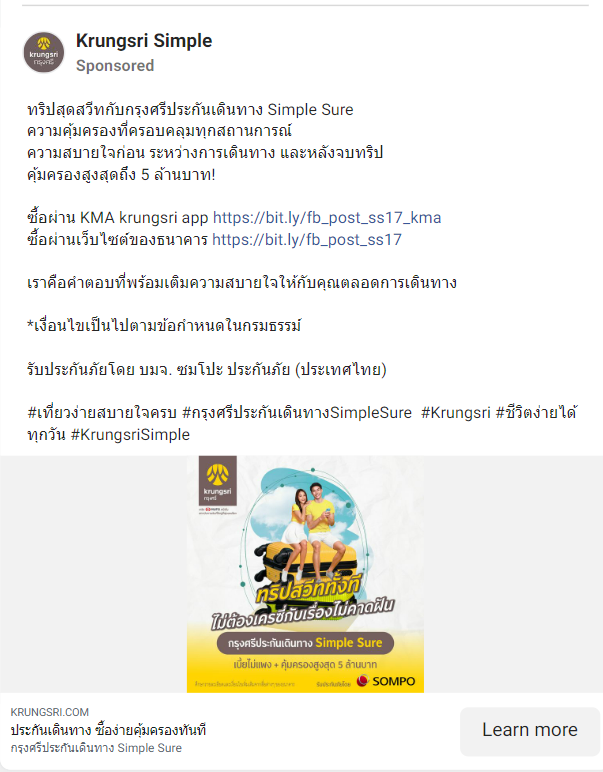 Krungsri Simple
Sponsored
ทริปสุดสวีทกับกรุงศรีประกันเดินทาง Simple Sure
ความคุ้มครองที่ครอบคลุมทุกสถานการณ์
ความสบายใจก่อน ระหว่างการเดินทาง และหลังจบทริป
คุ้มครองสูงสุดถึง 5 ล้านบาท!
ซื้อผ่าน KMA krungsri app https://bit.ly/fb_post_ss17_kma
ซื้อผ่านเว็บไซต์ของธนาคาร https://bit.ly/fb_post_ss17
เราคือคำตอบที่พร้อมเติมความสบายใจให้กับคุณตลอดการเดินทาง
*เงื่อนไขเป็นไปตามข้อกำหนดในกรมธรรม์
รับประกันภัยโดย บมจ. ซมโปะ ประกันภัย (ประเทศไทย)
#เที่ยวง่ายสบายใจครบ #กรุงศรีประกันเดินทางSimpleSure #Krungsri #ชีวิตง่ายได้
ทุกวัน #KrungsriSimple
krungsri
กรุงศรี
ทริปสวีททั้งที
ไม่ต้องเครซี่กับเรื่องไม่คาดฝัน
กรุงศรีประกันเดินทาง Simple Sure
เบี้ยไม่แพง + คุ้มครองสูงสุด 5 ล้านบาท
รับประกันภัยโดย SOMPO
KRUNGSRI.COM
ประกันเดินทาง ซื้อง่ายคุ้มครองทันที
กรุงศรีประกันเดินทาง Simple Sure
Learn more